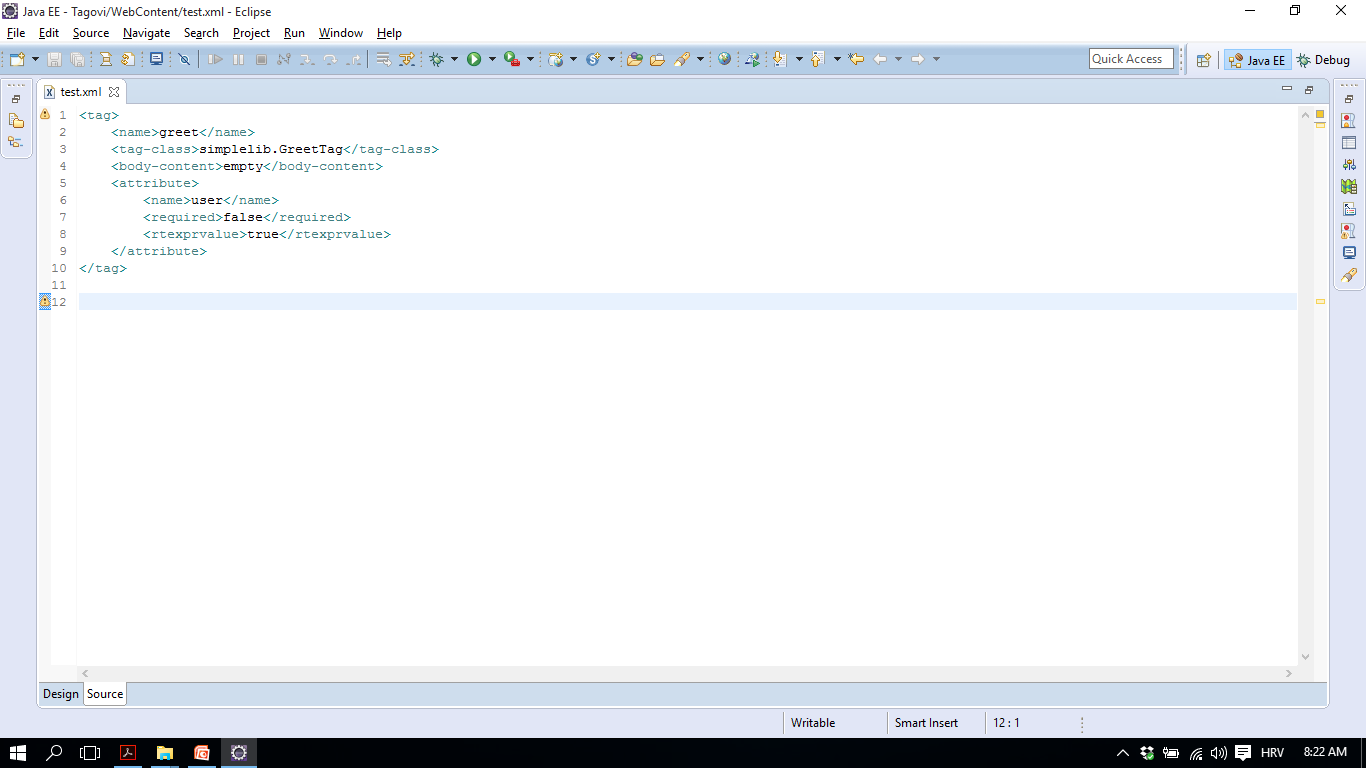 Java EE - Tagovi/WebContent/test.xml - Eclipse
File Edit Source Navigate Search Project Run Window Help
Quick Access
Java EE
Debug
test.xml
1 <tag>
2     <name>greet</name>
3     <tag-class>simplelib.GreetTag</tag-class>
4     <body-content>empty</body-content>
5     <attribute>
6         <name>user</name>
7         <required>false</required>
8         <rtexprvalue>true</rtexprvalue>
9     </attribute>
10 </tag>
11
12
Design Source
Writable Smart Insert 12 : 1
HRV 8:22 AM